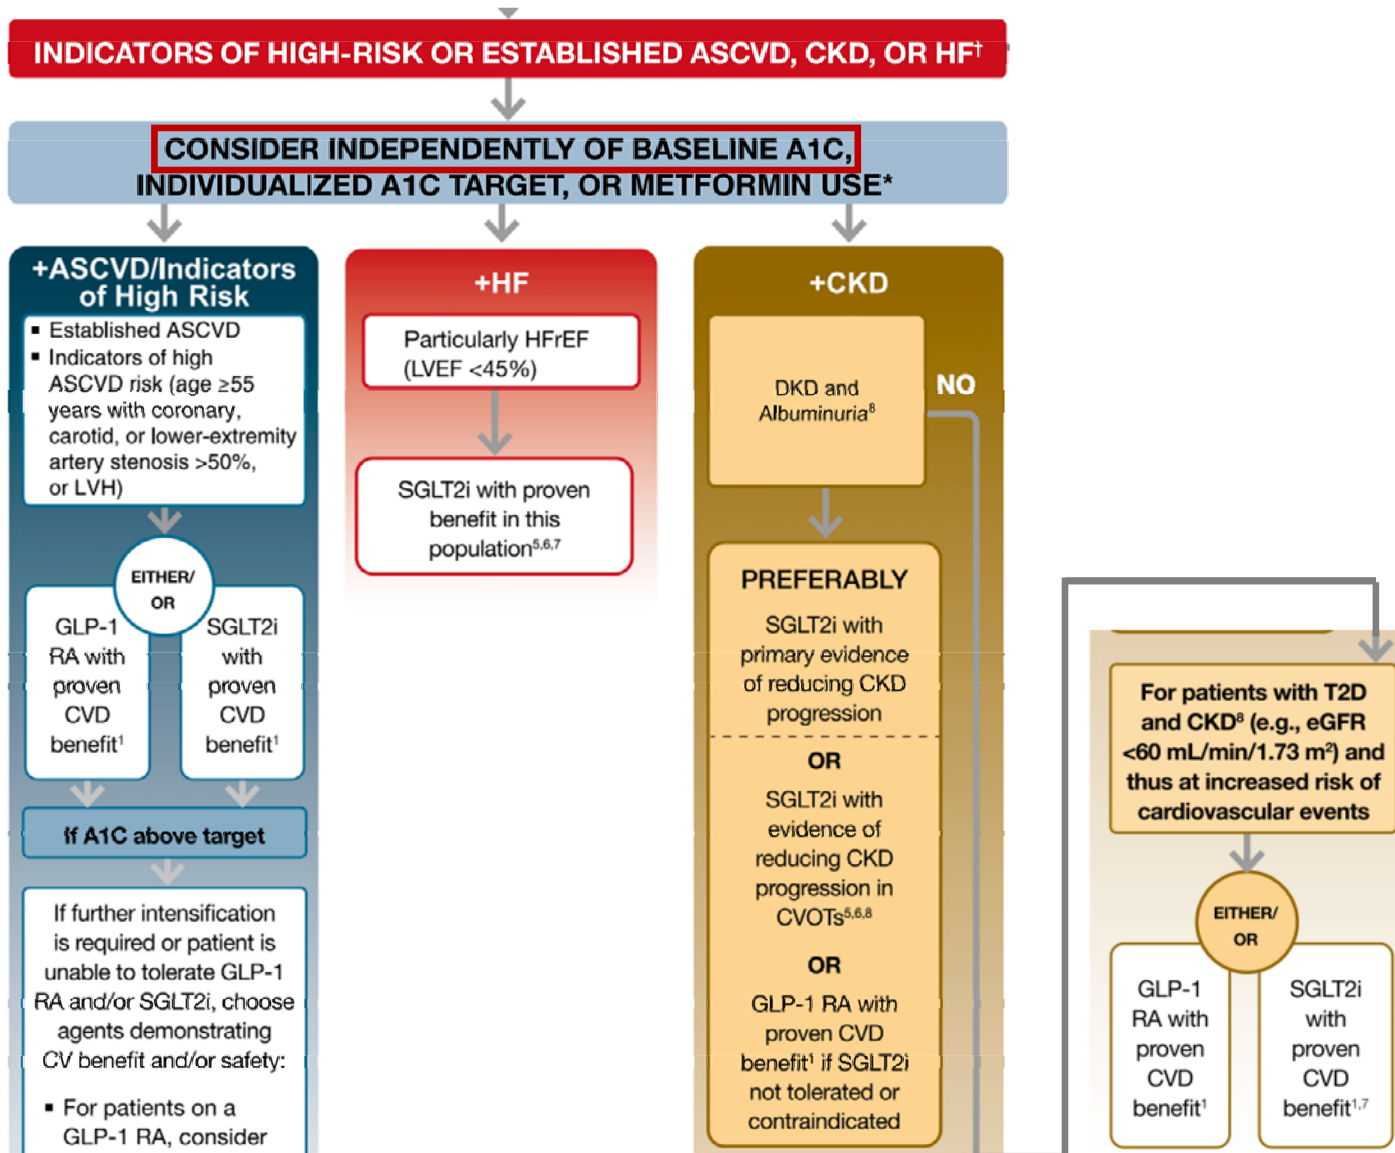 INDICATORS OF HIGH-RISK OR ESTABLISHED ASCVD, CKD, OR HF†
CONSIDER INDEPENDENTLY OF BASELINE A1C,
INDIVIDUALIZED A1C TARGET, OR METFORMIN USE*
+ASCVD/Indicators
of High Risk
▪ Established ASCVD
▪ Indicators of high
ASCVD risk (age ≥55
years with coronary,
carotid, or lower-extremity
artery stenosis >50%,
or LVH)
EITHER/
OR
GLP-1
RA with
proven
CVD
benefit¹
SGLT2i
with
proven
CVD
benefit¹
If A1C above target
If further intensification
is required or patient is
unable to tolerate GLP-1
RA and/or SGLT2i, choose
agents demonstrating
CV benefit and/or safety:
▪ For patients on a
GLP-1 RA, consider
+HF
Particularly HFrEF
(LVEF <45%)
SGLT2i with proven
benefit in this
population⁵,⁶,⁷
+CKD
DKD and
Albuminuria⁸
NO
PREFERABLY
SGLT2i with
primary evidence
of reducing CKD
progression
OR
SGLT2i with
evidence of
reducing CKD
progression in
CVOTs⁵,⁶,⁸
OR
GLP-1 RA with
proven CVD
benefit¹ if SGLT2i
not tolerated or
contraindicated
For patients with T2D
and CKD⁸ (e.g., eGFR
<60 mL/min/1.73 m²) and
thus at increased risk of
cardiovascular events
EITHER/
OR
GLP-1
RA with
proven
CVD
benefit¹
SGLT2i
with
proven
CVD
benefit¹,⁷